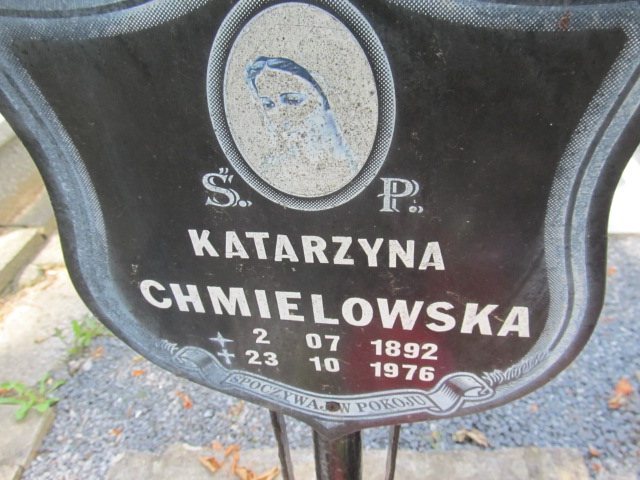 Ś. P.
KATARZYNA
CHMIELOWSKA
2 07 1892
23 10 1976
SPOCZYWAJ W POKOJU